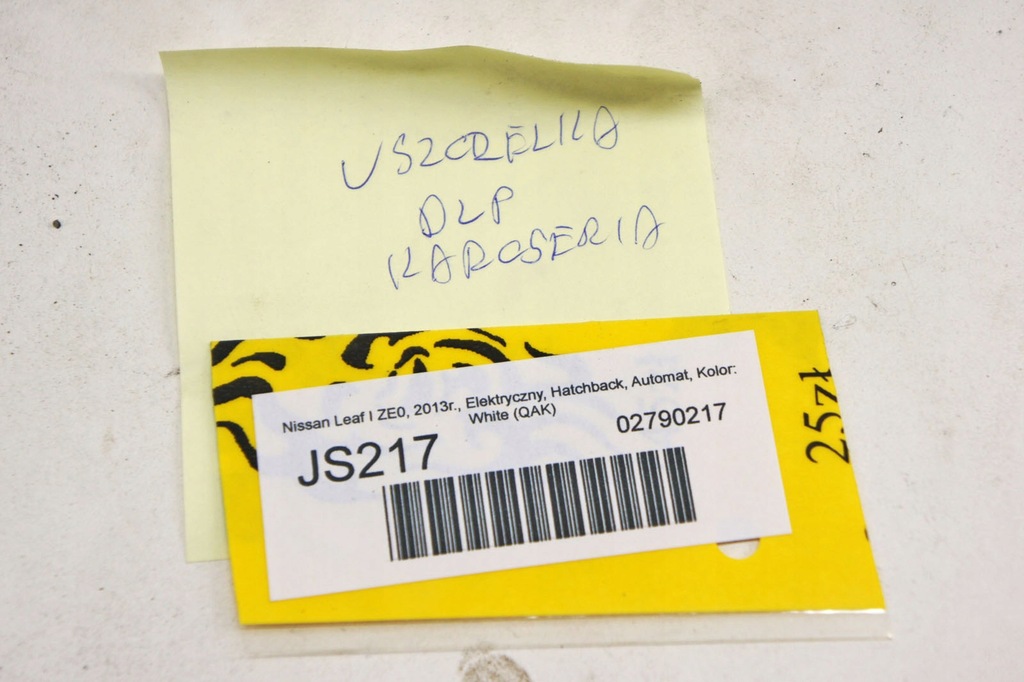 USZCZELKA
DLP
KAROSERIA
Nissan Leaf I ZE0, 2013r., Elektryczny, Hatchback, Automat, Kolor:
White (QAK)
JS217
02790217
25zł